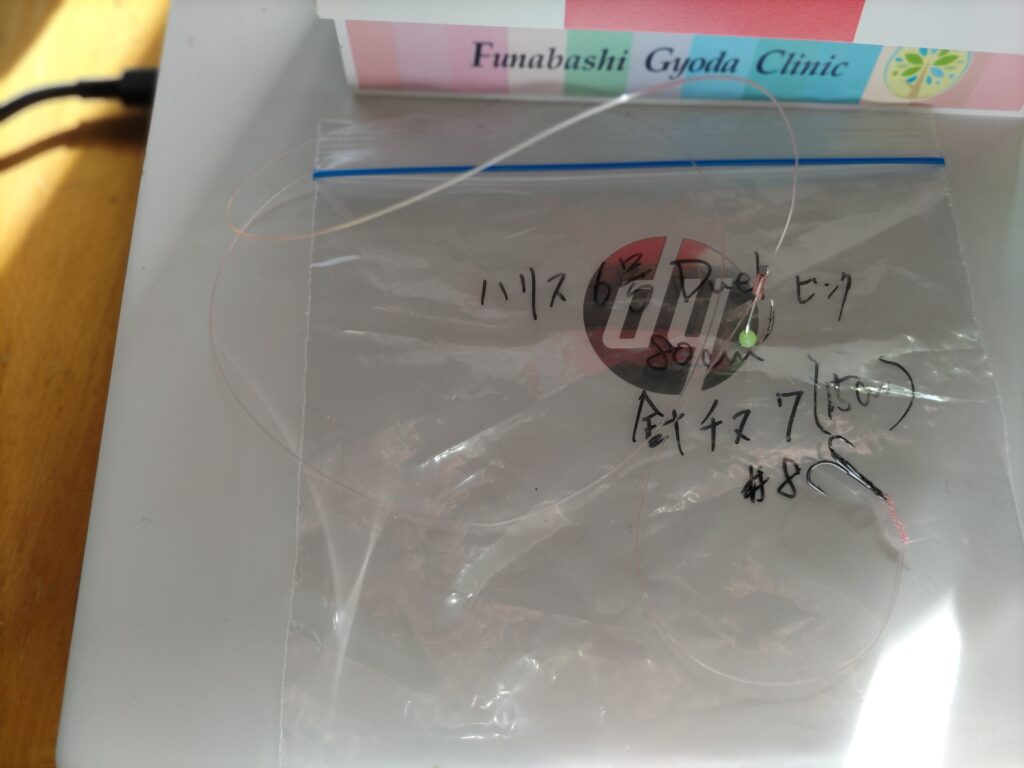 Funabashi Gyoda Clinic
hp
ハリス 6号 Duel ピンク
80cm
針 チヌ 7 (15cm)
#8